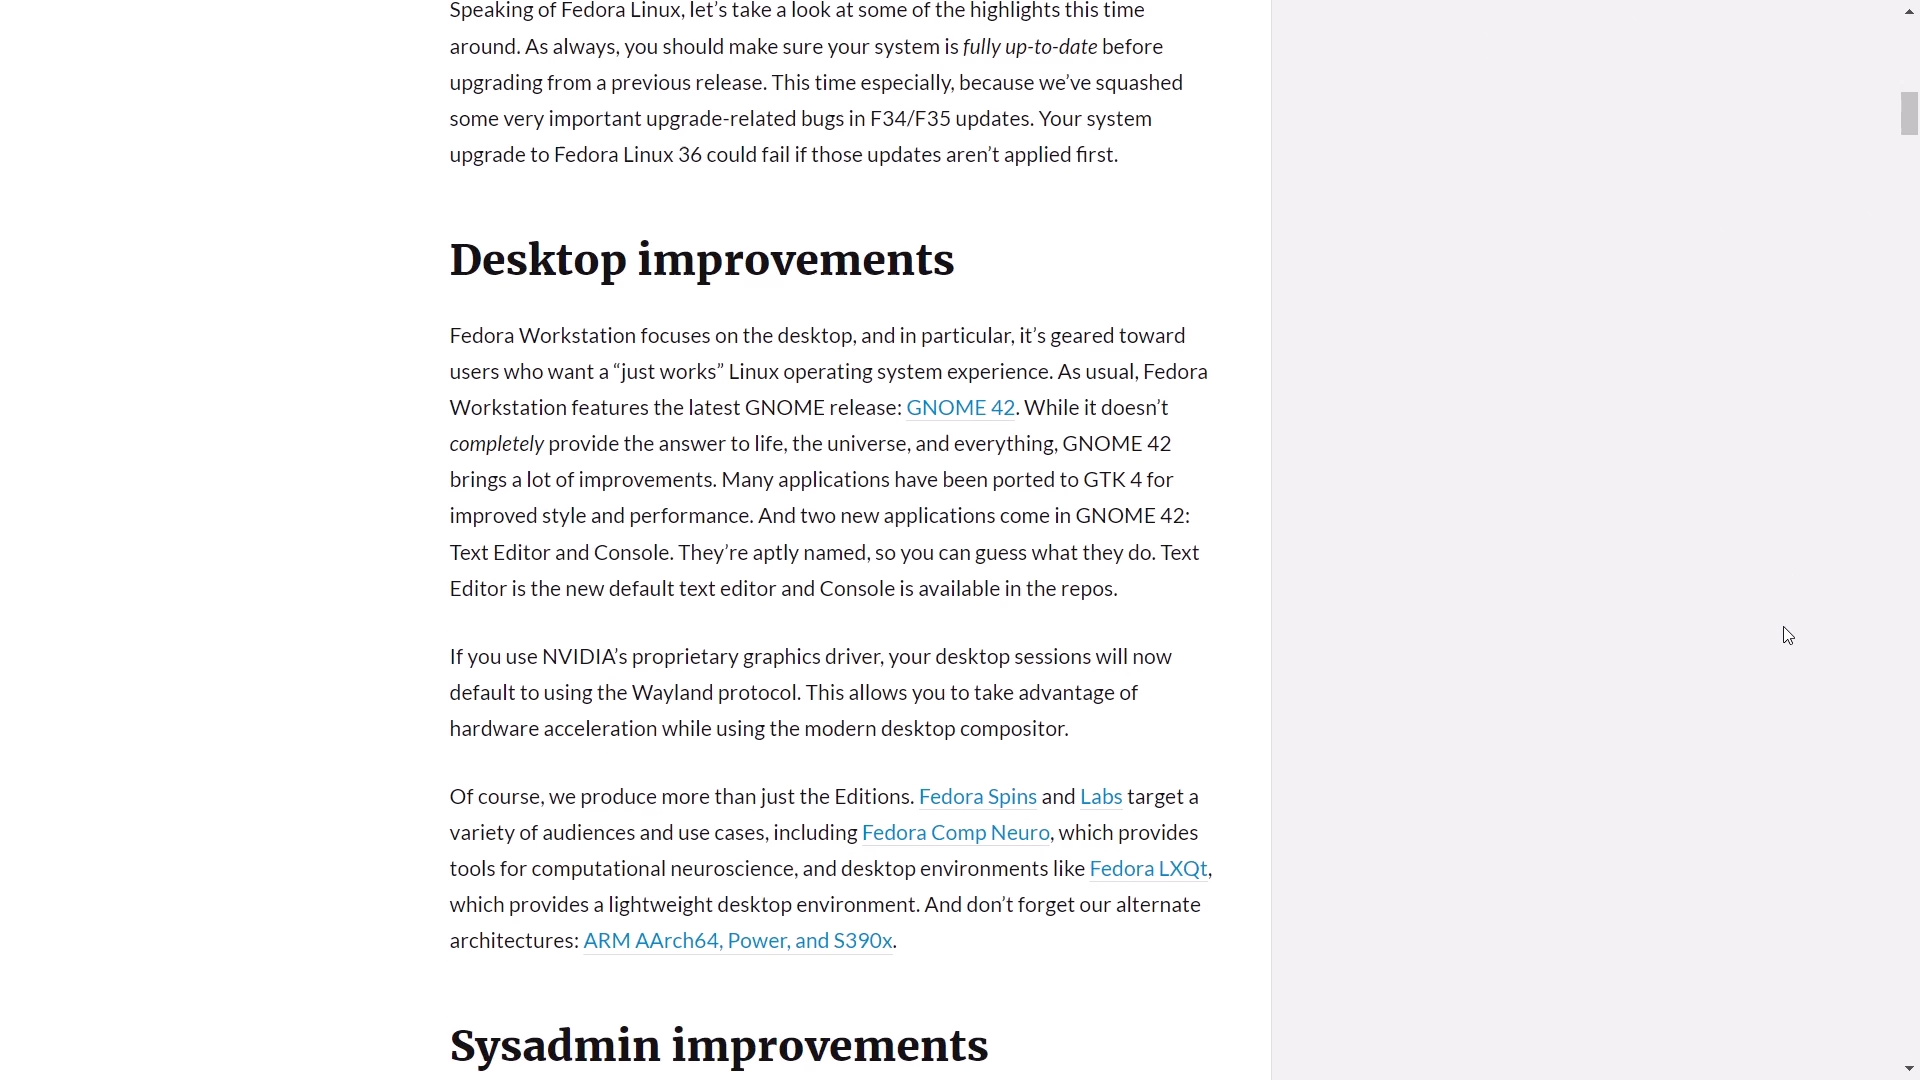 Speaking of Fedora Linux, let’s take a look at some of the highlights this time
around. As always, you should make sure your system is fully up-to-date before
upgrading from a previous release. This time especially, because we’ve squashed
some very important upgrade-related bugs in F34/F35 updates. Your system
upgrade to Fedora Linux 36 could fail if those updates aren’t applied first.
Desktop improvements
Fedora Workstation focuses on the desktop, and in particular, it’s geared toward
users who want a “just works” Linux operating system experience. As usual, Fedora
Workstation features the latest GNOME release: GNOME 42. While it doesn’t
completely provide the answer to life, the universe, and everything, GNOME 42
brings a lot of improvements. Many applications have been ported to GTK 4 for
improved style and performance. And two new applications come in GNOME 42:
Text Editor and Console. They’re aptly named, so you can guess what they do. Text
Editor is the new default text editor and Console is available in the repos.
If you use NVIDIA’s proprietary graphics driver, your desktop sessions will now
default to using the Wayland protocol. This allows you to take advantage of
hardware acceleration while using the modern desktop compositor.
Of course, we produce more than just the Editions. Fedora Spins and Labs target a
variety of audiences and use cases, including Fedora Comp Neuro, which provides
tools for computational neuroscience, and desktop environments like Fedora LXQt,
which provides a lightweight desktop environment. And don’t forget our alternate
architectures: ARM AArch64, Power, and S390x.
Sysadmin improvements